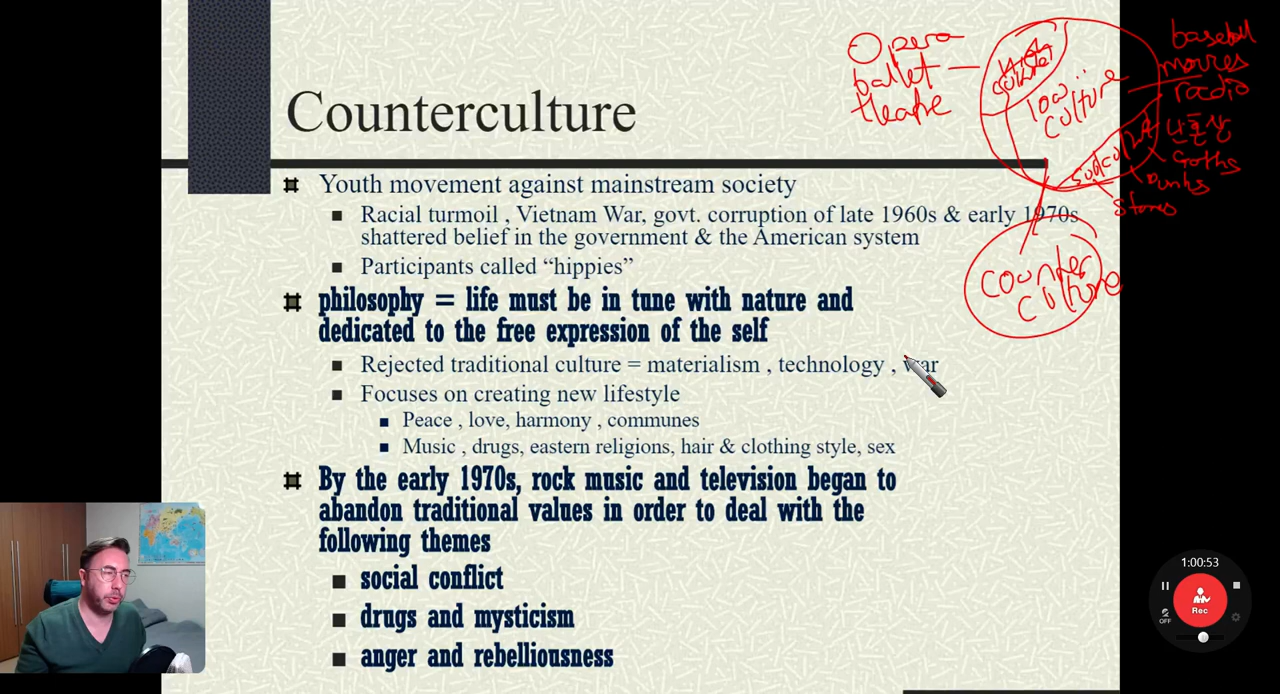 Counterculture
Youth movement against mainstream society
Racial turmoil , Vietnam War, govt. corruption of late 1960s & early 1970s
shattered belief in the government & the American system
Participants called “hippies”
philosophy = life must be in tune with nature and
dedicated to the free expression of the self
Rejected traditional culture = materialism , technology , war
Focuses on creating new lifestyle
Peace , love, harmony , communes
Music , drugs, eastern religions, hair & clothing style, sex
By the early 1970s, rock music and television began to
abandon traditional values in order to deal with the
following themes
social conflict
drugs and mysticism
anger and rebelliousness
Opera
ballet
theatre
High
culture
low
culture
baseball
movies
radio
Goths
Punks
Counter
culture
1:00:53
Rec
OFF